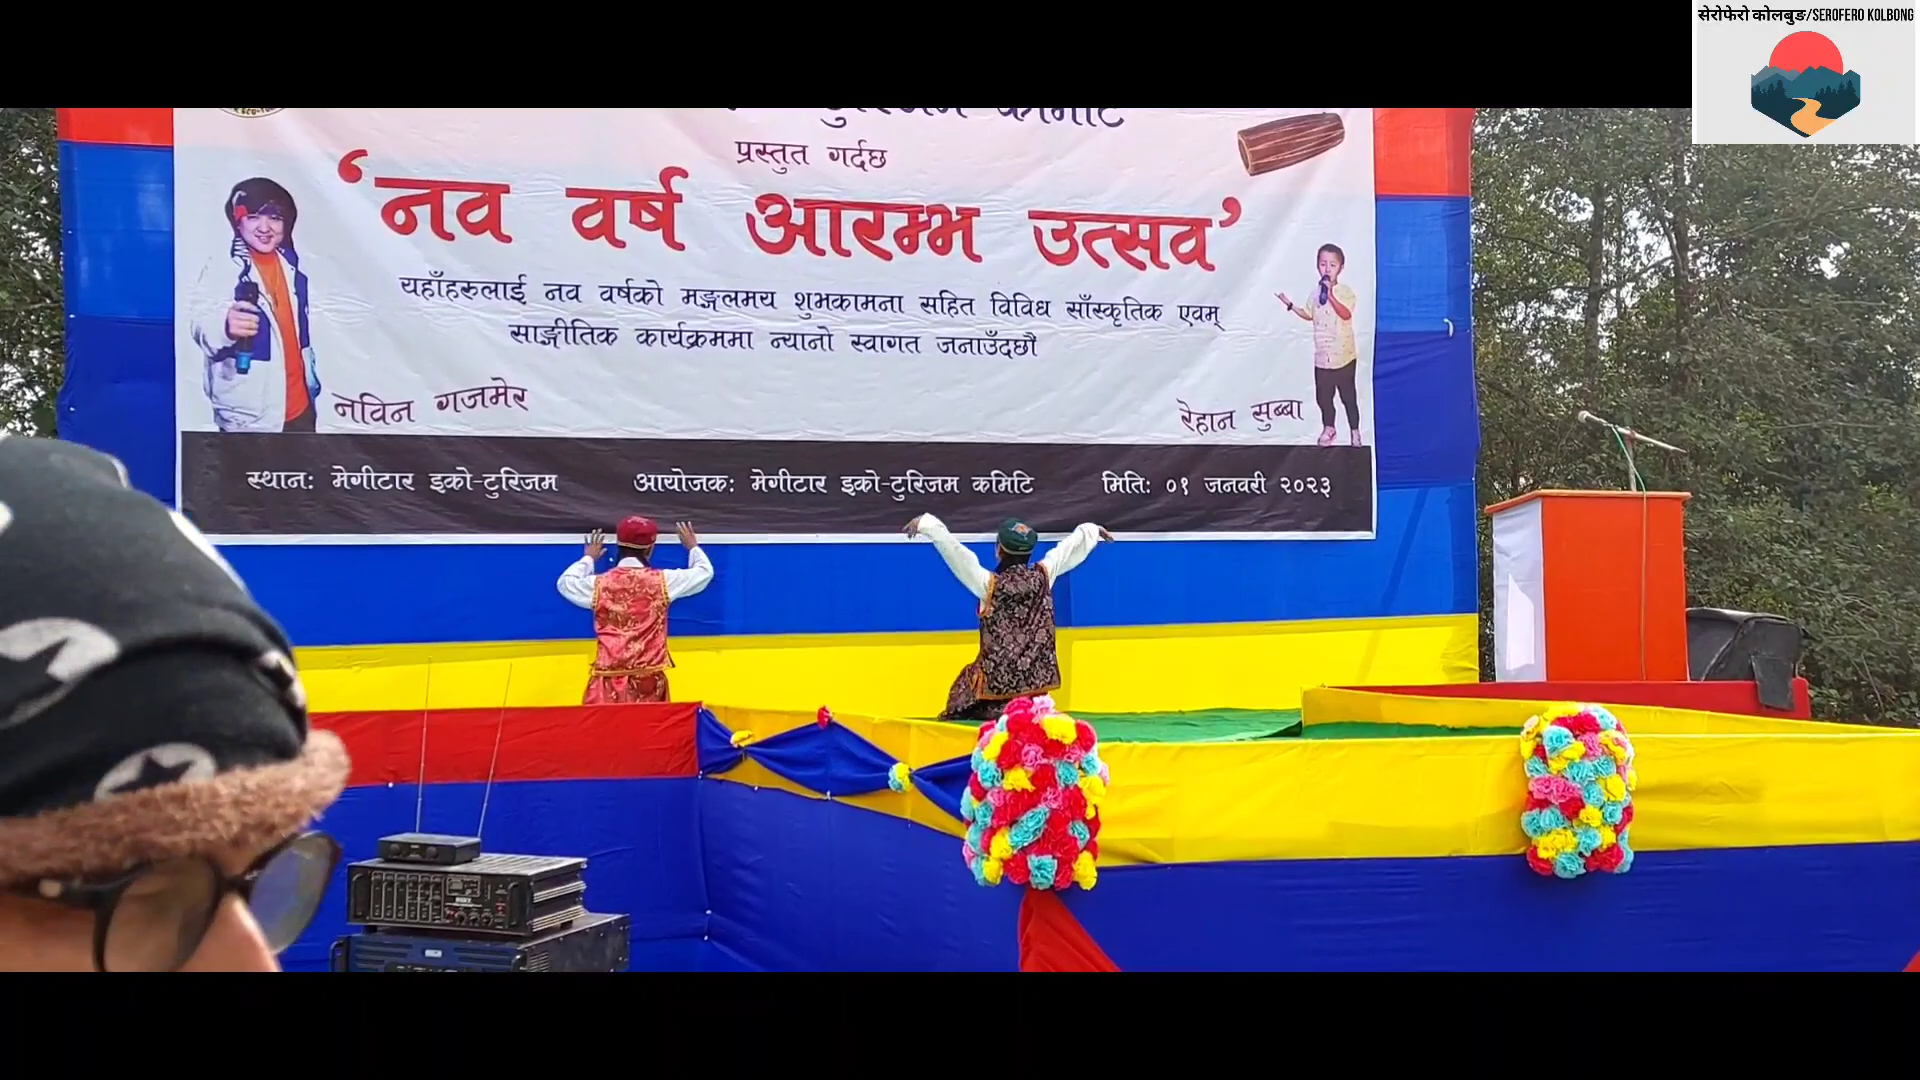 सेरोफेरो कोलबुङ/SEROFERO KOLBONG
प्रस्तुत गर्दछ
‘नव वर्ष आरम्भ उत्सव’
यहाँहरुलाई नव वर्षको मङ्गलमय शुभकामना सहित विविध साँस्कृतिक एवम्
साङ्गीतिक कार्यक्रममा न्यानो स्वागत जनाउँदछौ
नविन गजमेर
रेहान सुब्बा
स्थानः मेगीटार इको-टुरिजम आयोजकः मेगीटार इको-टुरिजम कमिटि मितिः ०१ जनवरी २०२३